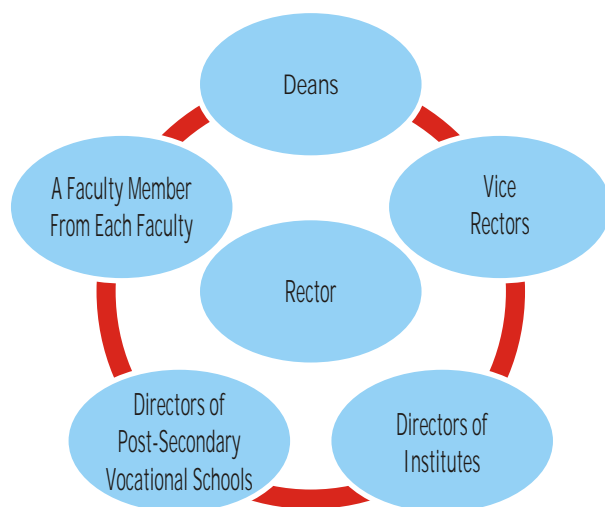 Deans
A Faculty Member
From Each Faculty
Vice
Rectors
Rector
Directors of
Post-Secondary
Vocational Schools
Directors of
Institutes